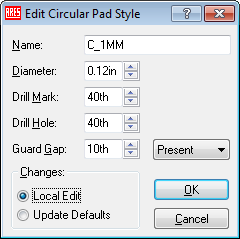 ARES Edit Circular Pad Style
Name: C_1MM
Diameter: 0.12in
Drill Mark: 40th
Drill Hole: 40th
Guard Gap: 10th Present
Changes:
Local Edit
Update Defaults
OK
Cancel